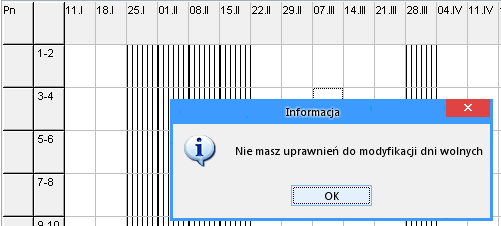 Pn 11.I 18.I 25.I 01.II 08.II 15.II 22.II 29.II 07.III 14.III 21.III 28.III 04.IV 11.IV
1-2
3-4
Informacja
5-6
Nie masz uprawnień do modyfikacji dni wolnych
7-8
OK
9-10